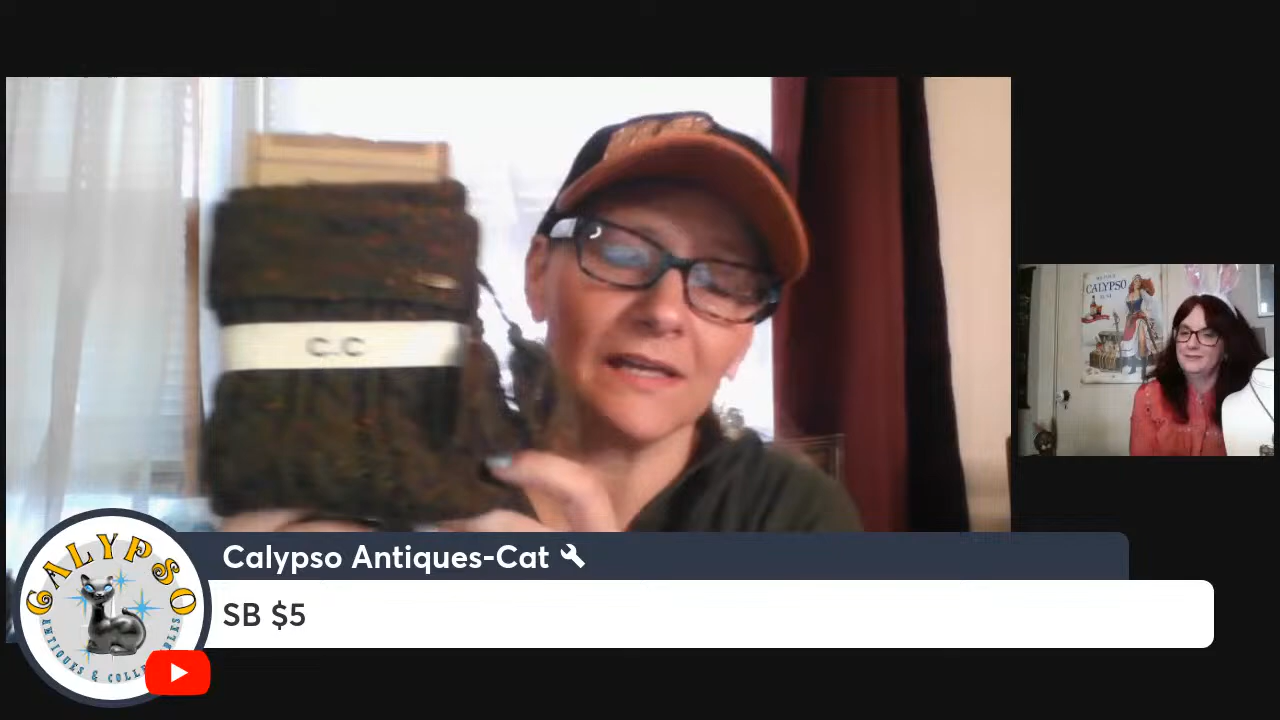 C.C
CALYPSO
Calypso Antiques-Cat
SB $5
CALYPSO
ANTIQUES & COLLECTIBLES